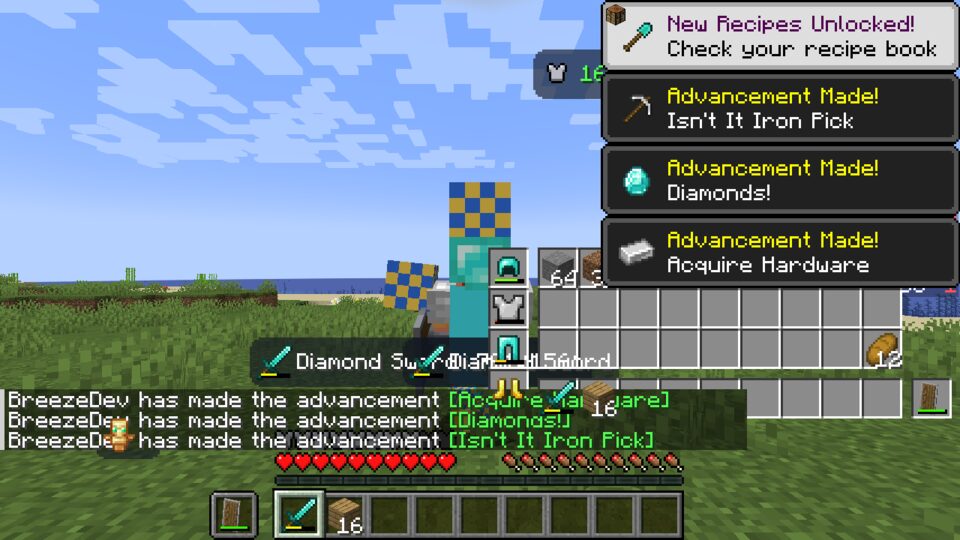 New Recipes Unlocked!
Check your recipe book
16
Advancement Made!
Isn't It Iron Pick
Advancement Made!
Diamonds!
Advancement Made!
Acquire Hardware
64
12
Diamond
BreezeDev has made the advancement [Acquire Hardware]
16
BreezeDev has made the advancement [Diamonds!]
BreezeDev has made the advancement [Isn't It Iron Pick]
16